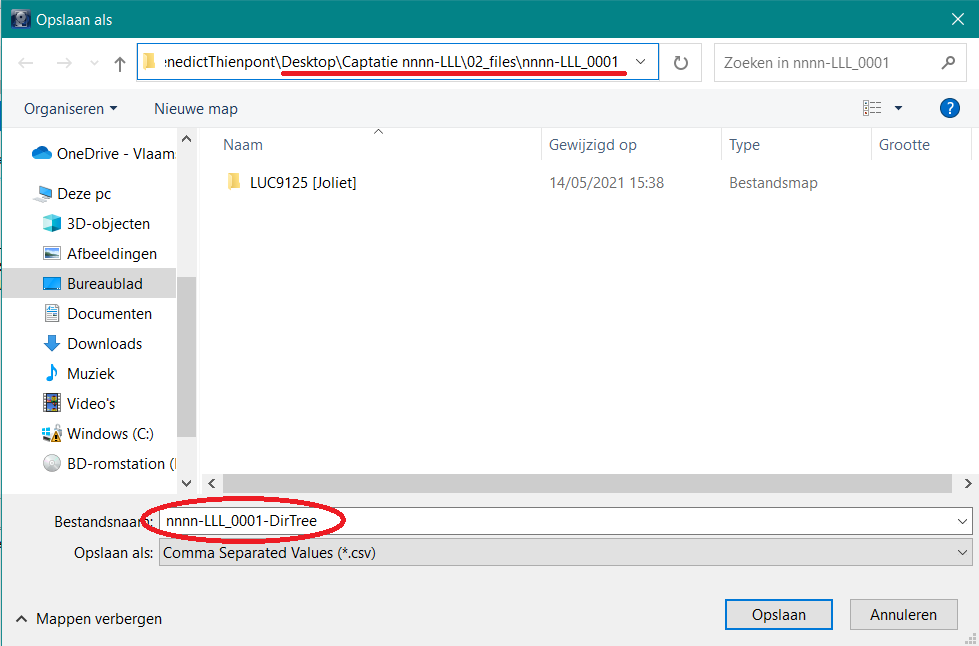 Opslaan als
enedictThienpont\Desktop\Captatie nnnn-LLL\02_files\nnnn-LLL_0001
Zoeken in nnnn-LLL_0001
Organiseren
Nieuwe map
?
Naam
Gewijzigd op
Type
Grootte
LUC9125 [Joliet]
14/05/2021 15:38
Bestandsmap
OneDrive - Vlaam
Deze pc
3D-objecten
Afbeeldingen
Bureaublad
Documenten
Downloads
Muziek
Video's
Windows (C:)
BD-romstation (
Bestandsnaam:
nnnn-LLL_0001-DirTree
Opslaan als:
Comma Separated Values (*.csv)
Mappen verbergen
Opslaan
Annuleren